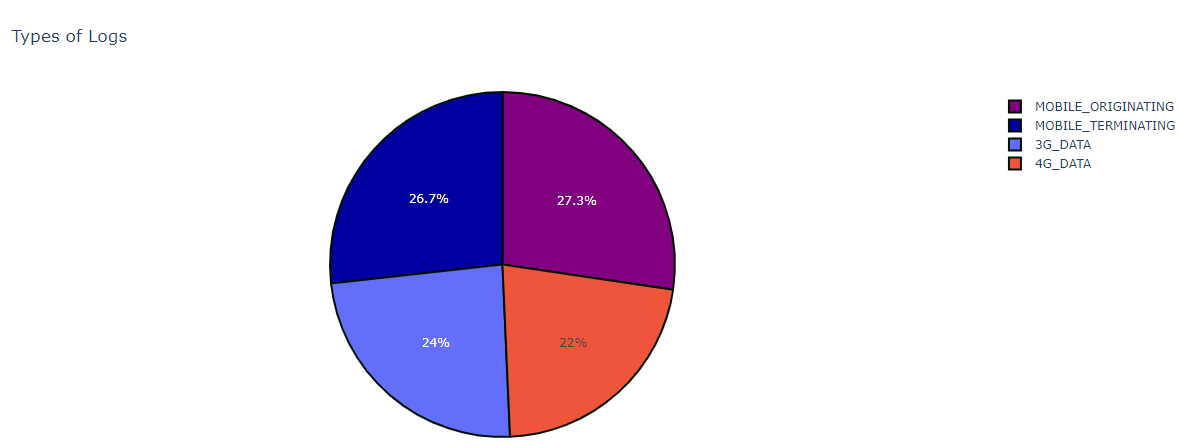 Types of Logs
MOBILE_ORIGINATING
MOBILE_TERMINATING
3G_DATA
4G_DATA
26.7%
27.3%
24%
22%